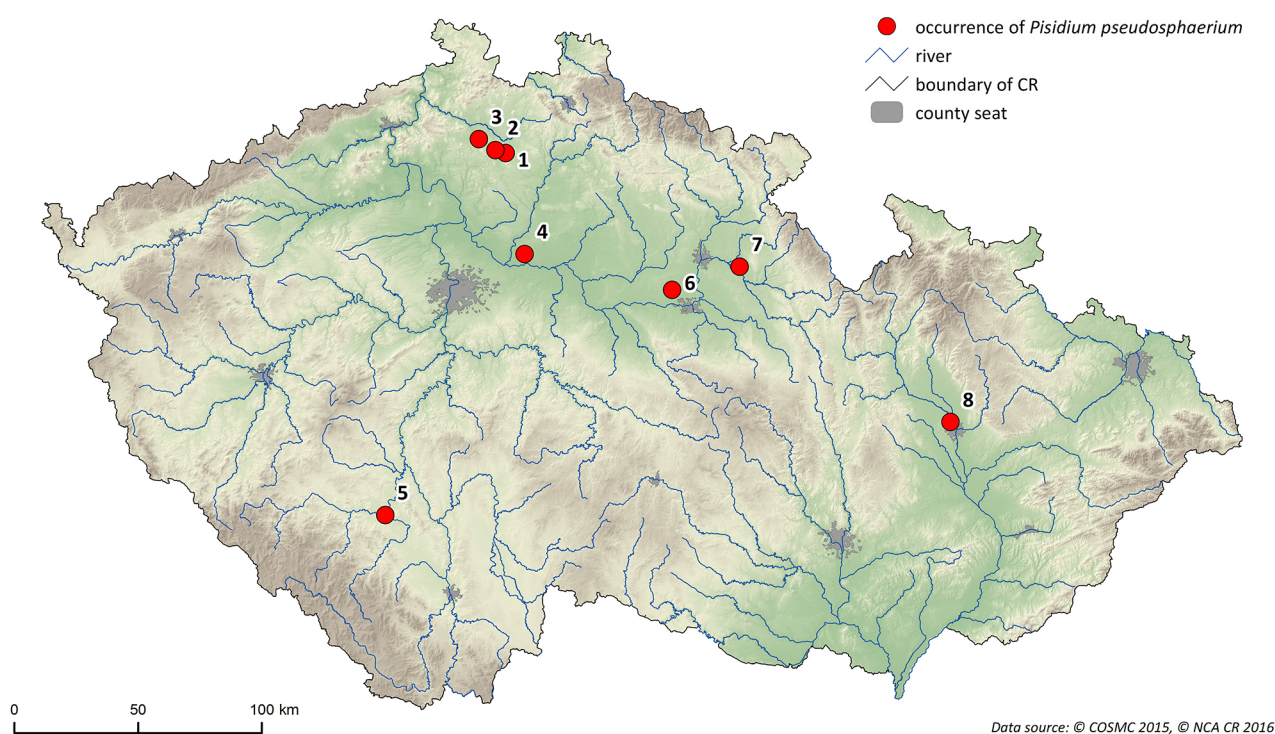 occurrence of Pisidium pseudosphaerium
river
boundary of CR
county seat
3
2
1
4
7
6
8
5
0 50 100 km
Data source: © COSMC 2015, © NCA CR 2016